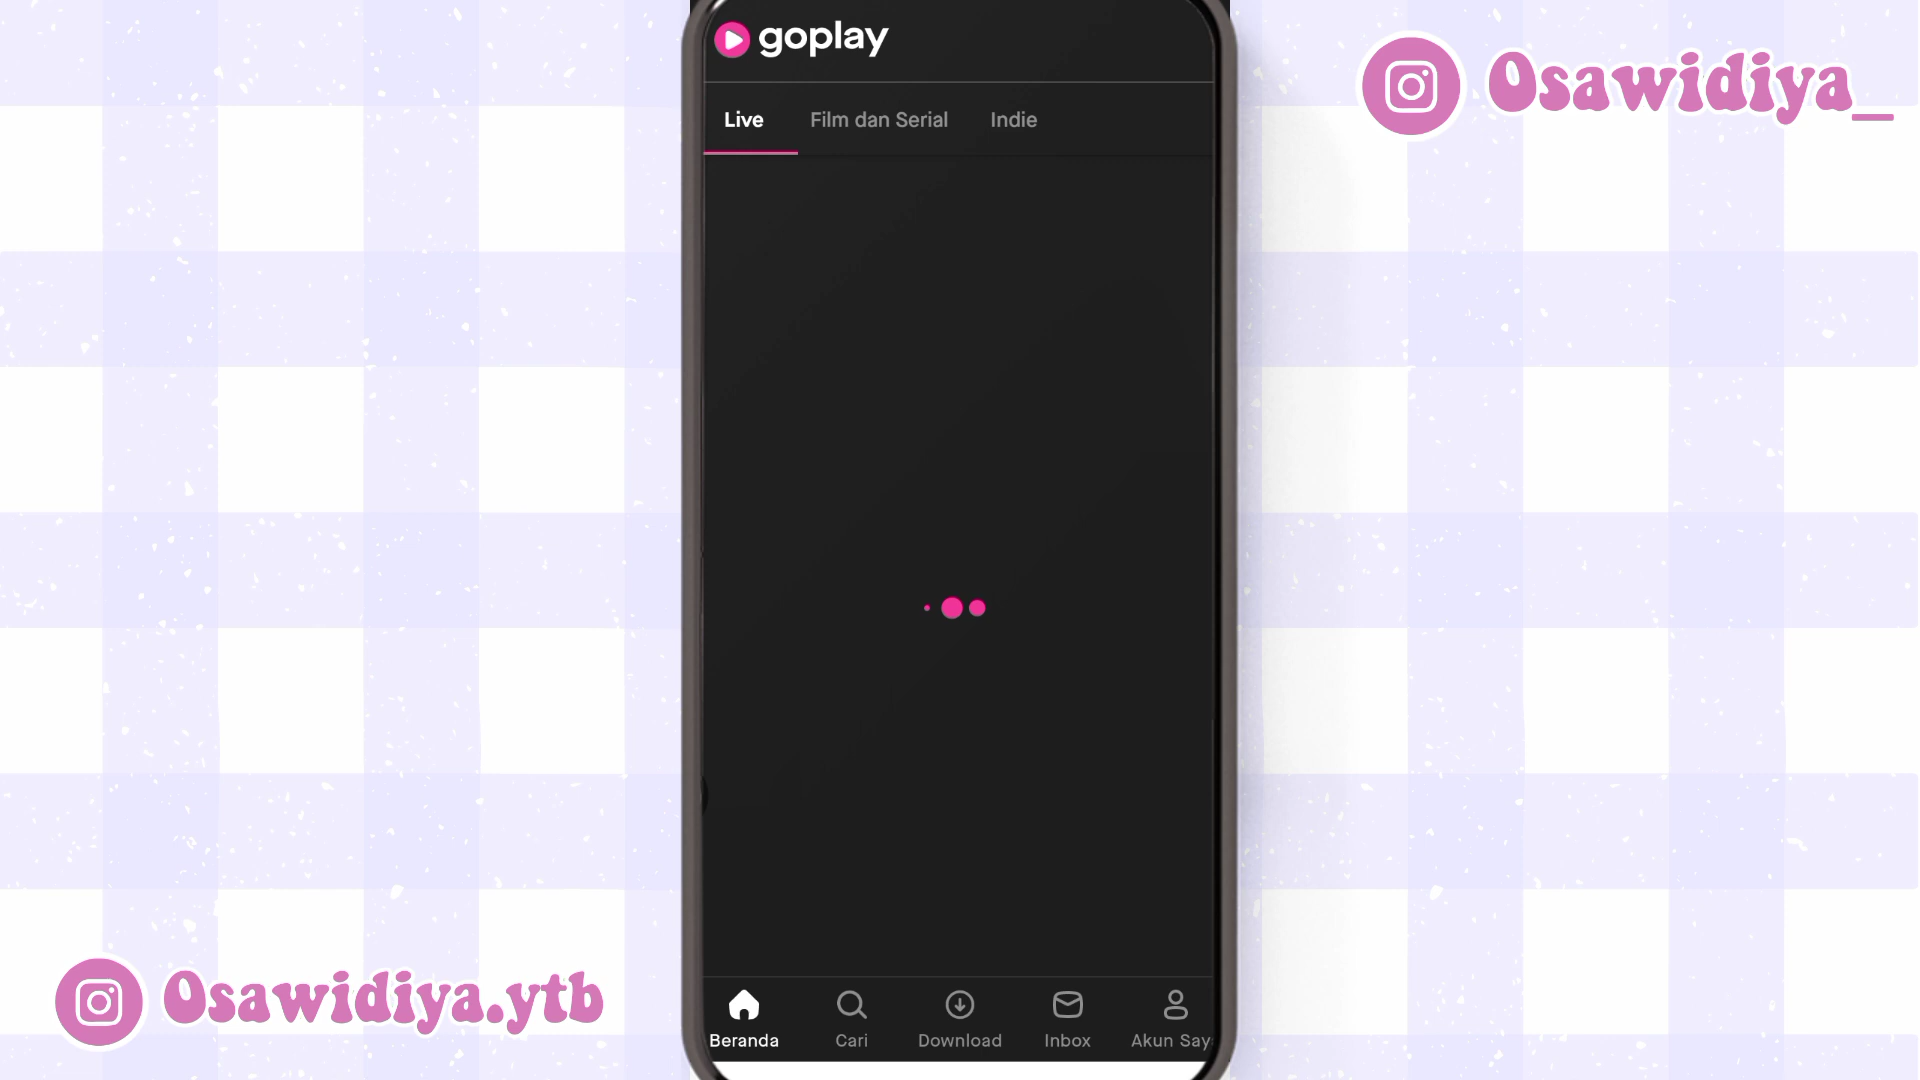 goplay
Osawidiya_
Live Film dan Serial Indie
Osawidiya.ytb
Beranda Cari Download Inbox Akun Say